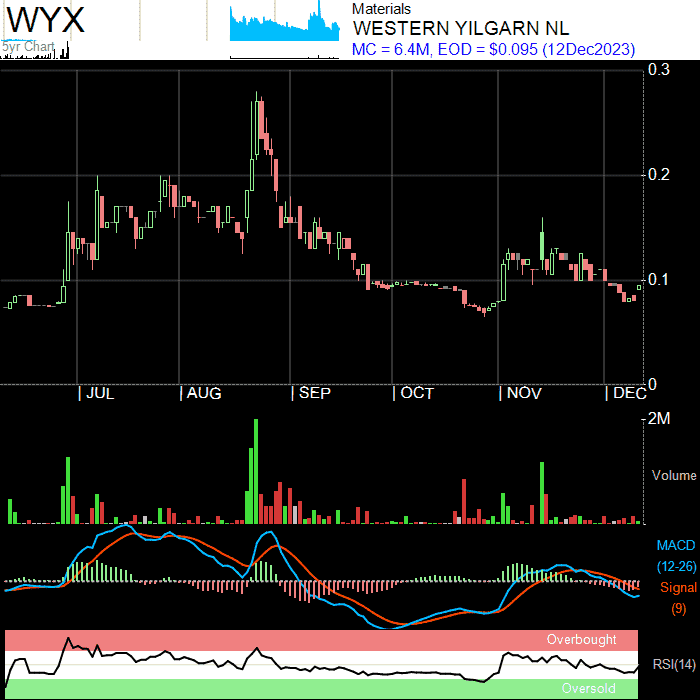 WYX
5yr Chart
Materials
WESTERN YILGARN NL
MC = 6.4M, EOD = $0.095 (12Dec2023)
0.3
0.2
0.1
0
JUL AUG SEP OCT NOV DEC
2M
Volume
MACD
(12-26)
Signal
(9)
Overbought
RSI(14)
Oversold